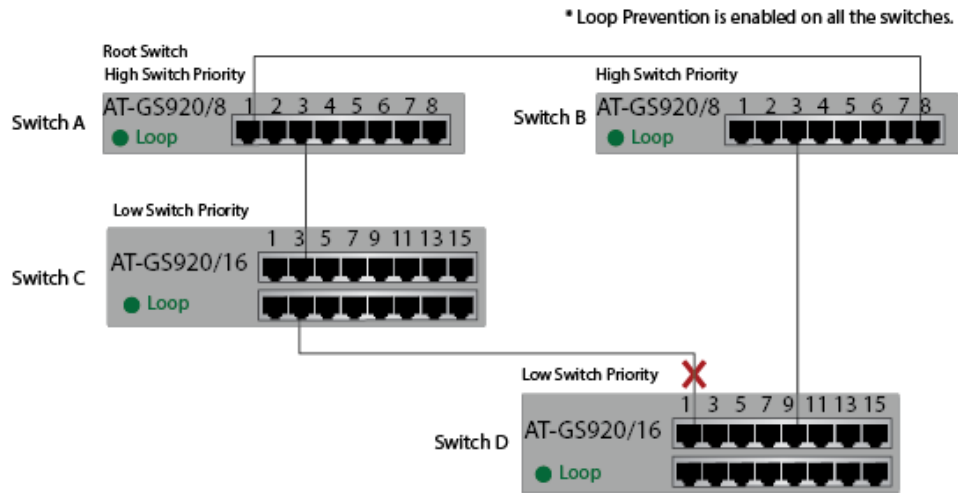 * Loop Prevention is enabled on all the switches.
Root Switch
High Switch Priority
High Switch Priority
Switch A
AT-GS920/8 1 2 3 4 5 6 7 8
Loop
Switch B
AT-GS920/8 1 2 3 4 5 6 7 8
Loop
Low Switch Priority
Switch C
AT-GS920/16 1 3 5 7 9 11 13 15
Loop
Low Switch Priority
Switch D
AT-GS920/16 1 3 5 7 9 11 13 15
Loop